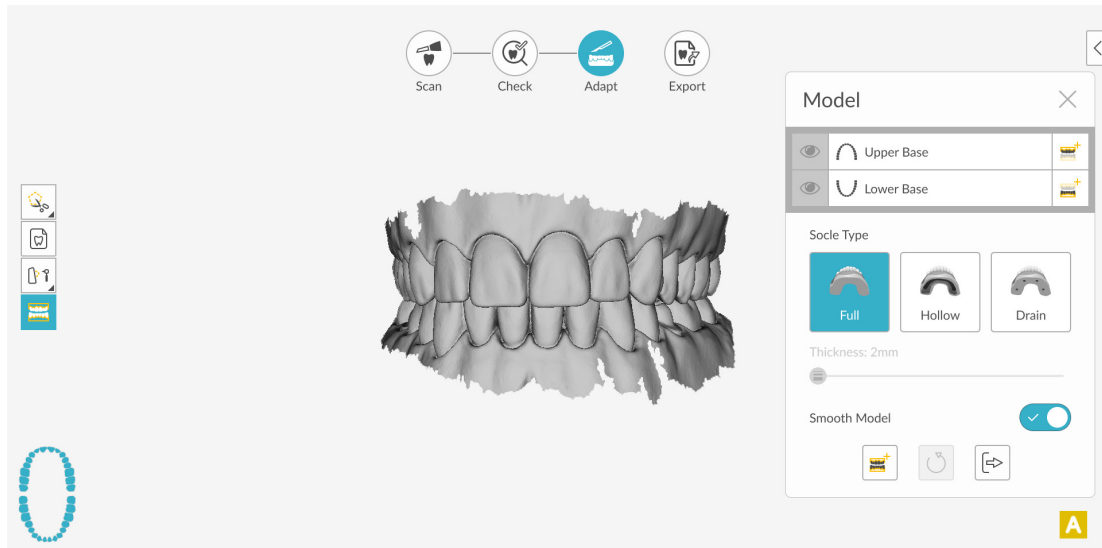 Scan
Check
Adapt
Export
Model
Upper Base
Lower Base
Socle Type
Full
Hollow
Drain
Thickness: 2mm
Smooth Model
A